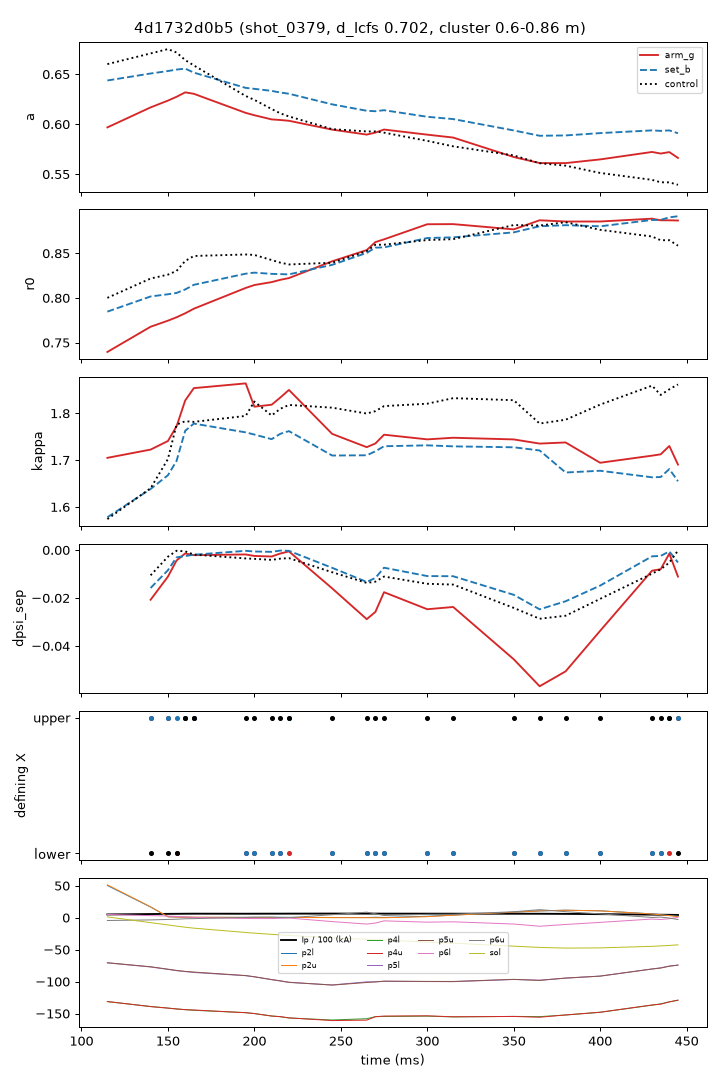 4d1732d0b5 (shot_0379, d_lcfs 0.702, cluster 0.6-0.86 m)
arm_g
set_b
control
0.65
0.60
0.55
a
0.85
0.80
0.75
r0
1.8
1.7
1.6
kappa
0.00
−0.02
−0.04
dpsi_sep
upper
lower
defining X
50
0
−50
−100
−150
Ip / 100 (kA)
p2l
p2u
p4l
p4u
p5l
p5u
p6l
p6u
sol
100 150 200 250 300 350 400 450
time (ms)